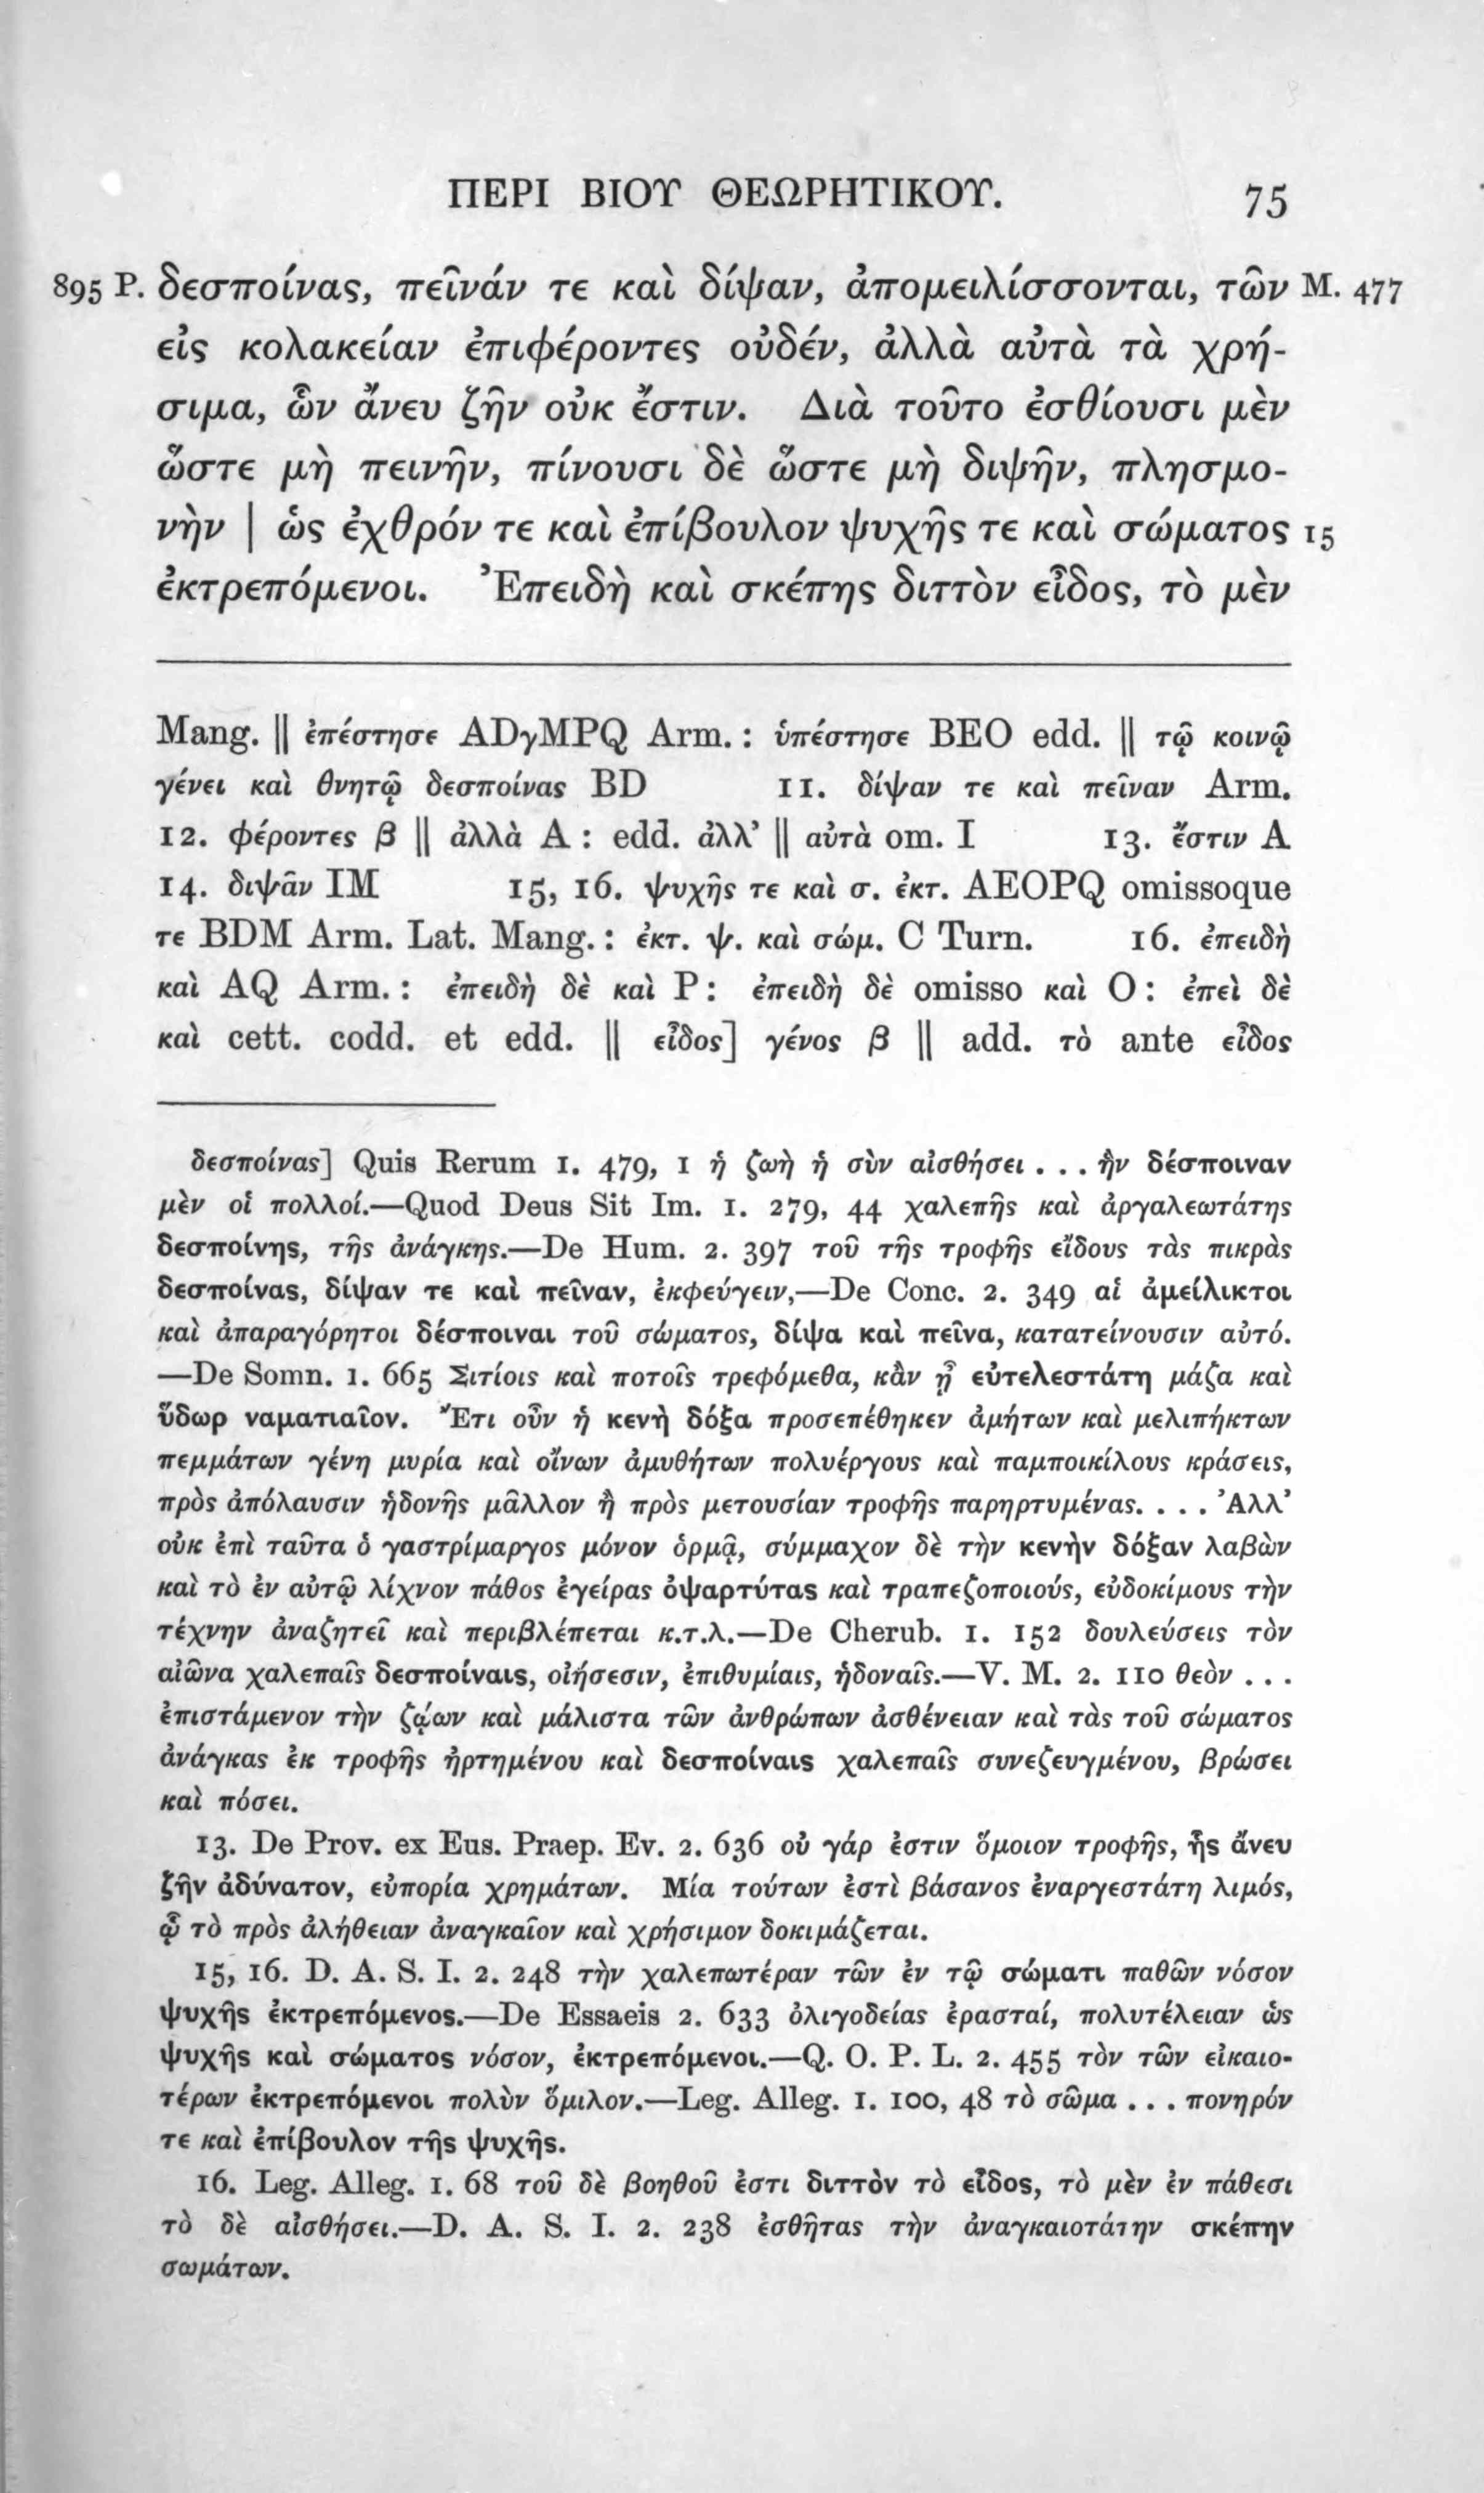 ΠΕΡΙ ΒΙΟΥ ΘΕΩΡΗΤΙΚΟΥ. 75
895 P. δεσποίνας, πεῖνάν τε καὶ δίψαν, ἀπομειλίσσονται, τῶν M. 477
εἰς κολακείαν ἐπιφέροντες οὐδέν, ἀλλὰ αὐτὰ τὰ χρή-
σιμα, ὧν ἄνευ ζῆν οὐκ ἔστιν. Διὰ τοῦτο ἐσθίουσι μὲν
ὥστε μὴ πεινῆν, πίνουσι δὲ ὥστε μὴ διψῆν, πλησμο-
νὴν | ὡς ἐχθρόν τε καὶ ἐπίβουλον ψυχῆς τε καὶ σώματος 15
ἐκτρεπόμενοι. Ἐπειδὴ καὶ σκέπης διττὸν εἶδος, τὸ μὲν
Mang. || ἐπέστησε ADγMPQ Arm. : ὑπέστησε BEO edd. || τῷ κοινῷ
γένει καὶ θνητῷ δεσποίνας BD 11. δίψαν τε καὶ πεῖναν Arm.
12. φέροντες β || ἀλλὰ A : edd. ἀλλ’ || αὐτὰ om. I 13. ἔστιν A
14. διψᾶν IM 15, 16. ψυχῆς τε καὶ σ. ἐκτ. AEOPQ omissoque
τε BDM Arm. Lat. Mang. : ἐκτ. ψ. καὶ σώμ. C Turn. 16. ἐπειδὴ
καὶ AQ Arm. : ἐπειδὴ δὲ καὶ P : ἐπειδὴ δὲ omisso καὶ O : ἐπεὶ δὲ
καὶ cett. codd. et edd. || εἶδος] γένος β || add. τὸ ante εἶδος
δεσποίνας] Quis Rerum 1. 479, 1 ἡ ζωὴ ἡ σὺν αἰσθήσει . . . ἣν δέσποιναν
μὲν οἱ πολλοί.—Quod Deus Sit Im. 1. 279, 44 χαλεπῆς καὶ ἀργαλεωτάτης
δεσποίνης, τῆς ἀνάγκης.—De Hum. 2. 397 τοῦ τῆς τροφῆς εἴδους τὰς πικρὰς
δεσποίνας, δίψαν τε καὶ πεῖναν, ἐκφεύγειν,—De Conc. 2. 349 αἱ ἀμείλικτοι
καὶ ἀπαραγόρητοι δέσποιναι τοῦ σώματος, δίψα καὶ πεῖνα, κατατείνουσιν αὐτό.
—De Somn. 1. 665 Σιτίοις καὶ ποτοῖς τρεφόμεθα, κἂν ᾖ εὐτελεστάτη μάζα καὶ
ὕδωρ ναματιαῖον. Ἔτι οὖν ἡ κενὴ δόξα προσεπέθηκεν ἀμήτων καὶ μελιπήκτων
πεμμάτων γένη μυρία καὶ οἴνων ἀμυθήτων πολυέργους καὶ παμποικίλους κράσεις,
πρὸς ἀπόλαυσιν ἡδονῆς μᾶλλον ἢ πρὸς μετουσίαν τροφῆς παρηρτυμένας. . . . Ἀλλ’
οὐκ ἐπὶ ταῦτα ὁ γαστρίμαργος μόνον ὁρμᾷ, σύμμαχον δὲ τὴν κενὴν δόξαν λαβὼν
καὶ τὸ ἐν αὐτῷ λίχνον πάθος ἐγείρας ὀψαρτύτας καὶ τραπεζοποιούς, εὐδοκίμους τὴν
τέχνην ἀναζητεῖ καὶ περιβλέπεται κ.τ.λ.—De Cherub. 1. 152 δουλεύσεις τὸν
αἰῶνα χαλεπαῖς δεσποίναις, οἰήσεσιν, ἐπιθυμίαις, ἡδοναῖς.—V. M. 2. 110 θεὸν . . .
ἐπιστάμενον τὴν ζῴων καὶ μάλιστα τῶν ἀνθρώπων ἀσθένειαν καὶ τὰς τοῦ σώματος
ἀνάγκας ἐκ τροφῆς ἠρτημένου καὶ δεσποίναις χαλεπαῖς συνεζευγμένου, βρώσει
καὶ πόσει.
13. De Prov. ex Eus. Praep. Ev. 2. 636 οὐ γάρ ἐστιν ὅμοιον τροφῆς, ἧς ἄνευ
ζῆν ἀδύνατον, εὐπορία χρημάτων. Μία τούτων ἐστὶ βάσανος ἐναργεστάτη λιμός,
ᾧ τὸ πρὸς ἀλήθειαν ἀναγκαῖον καὶ χρήσιμον δοκιμάζεται.
15, 16. D. A. S. I. 2. 248 τὴν χαλεπωτέραν τῶν ἐν τῷ σώματι παθῶν νόσον
ψυχῆς ἐκτρεπόμενος.—De Essaeis 2. 633 ὀλιγοδείας ἐρασταί, πολυτέλειαν ὡς
ψυχῆς καὶ σώματος νόσον, ἐκτρεπόμενοι.—Q. O. P. L. 2. 455 τὸν τῶν εἰκαιο-
τέρων ἐκτρεπόμενοι πολὺν ὅμιλον.—Leg. Alleg. 1. 100, 48 τὸ σῶμα . . . πονηρόν
τε καὶ ἐπίβουλον τῆς ψυχῆς.
16. Leg. Alleg. 1. 68 τοῦ δὲ βοηθοῦ ἐστι διττὸν τὸ εἶδος, τὸ μὲν ἐν πάθεσι
τὸ δὲ αἰσθήσει.—D. A. S. I. 2. 238 ἐσθῆτας τὴν ἀναγκαιοτάτην σκέπην
σωμάτων.